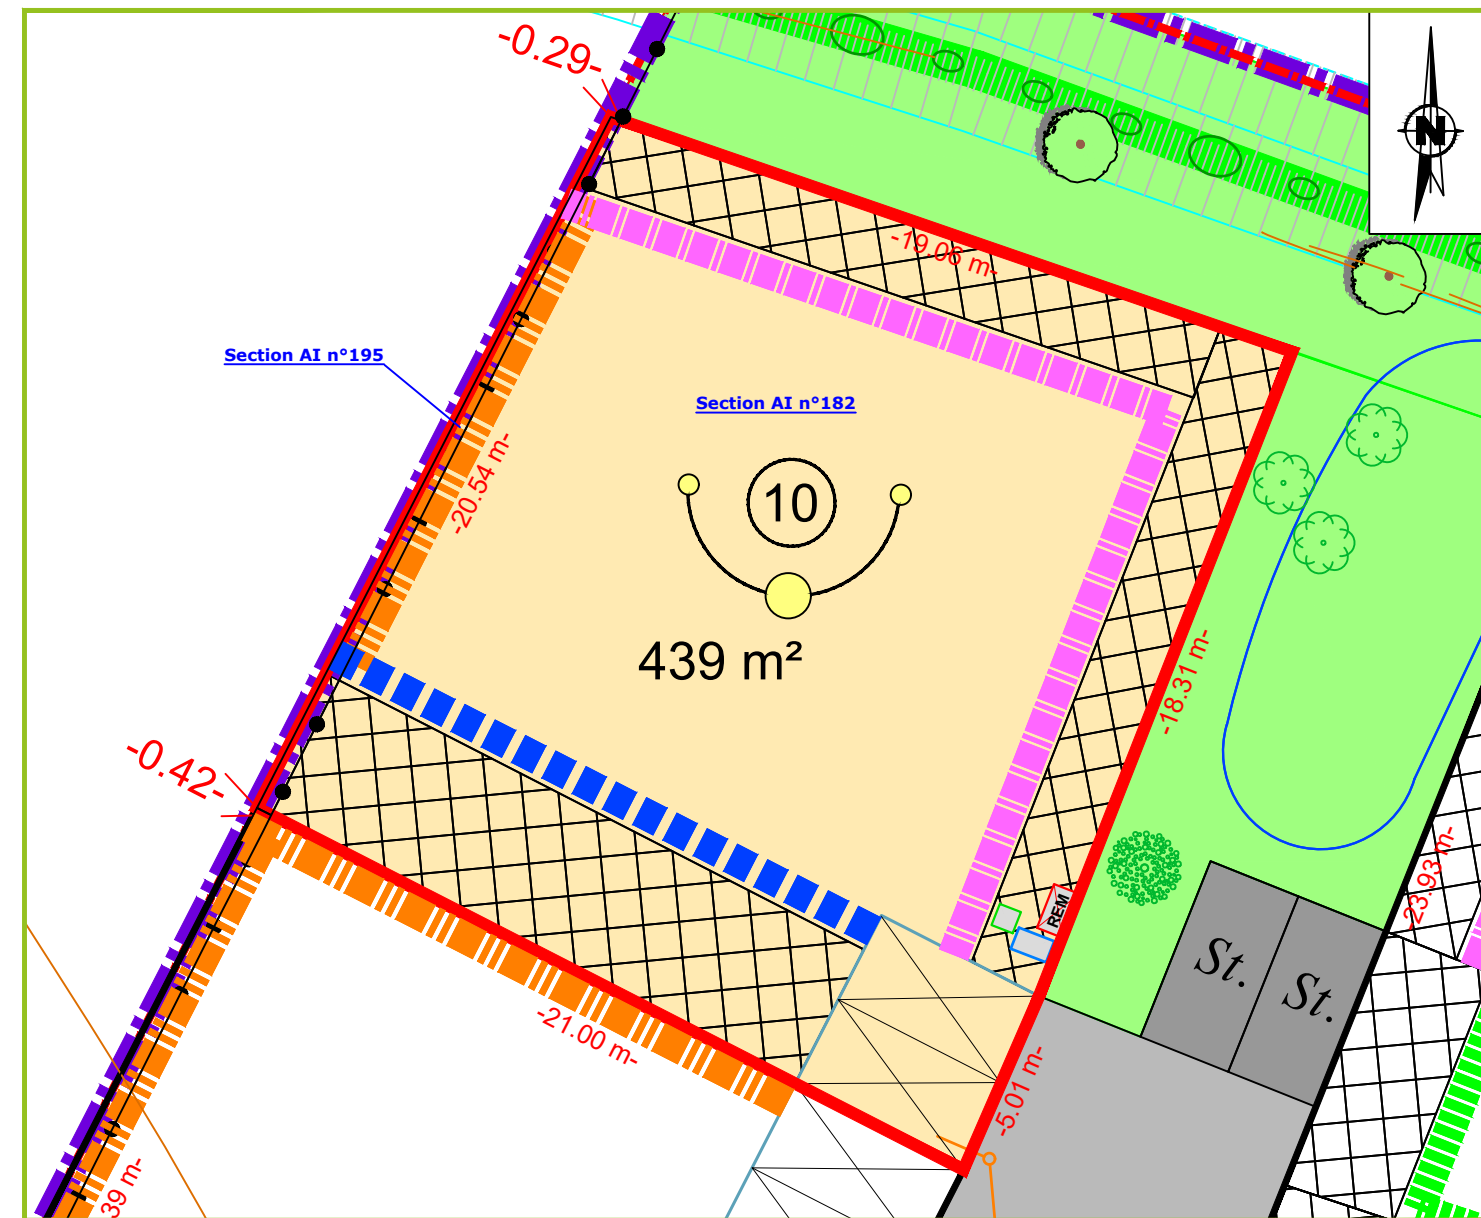 -0.29-
N
-19.06 m-
Section AI n°195
Section AI n°182
-20.54 m-
10
439 m²
-18.31 m-
-0.42-
REM
-23.93 m-
St.
St.
-21.00 m-
-5.01 m-
39 m-